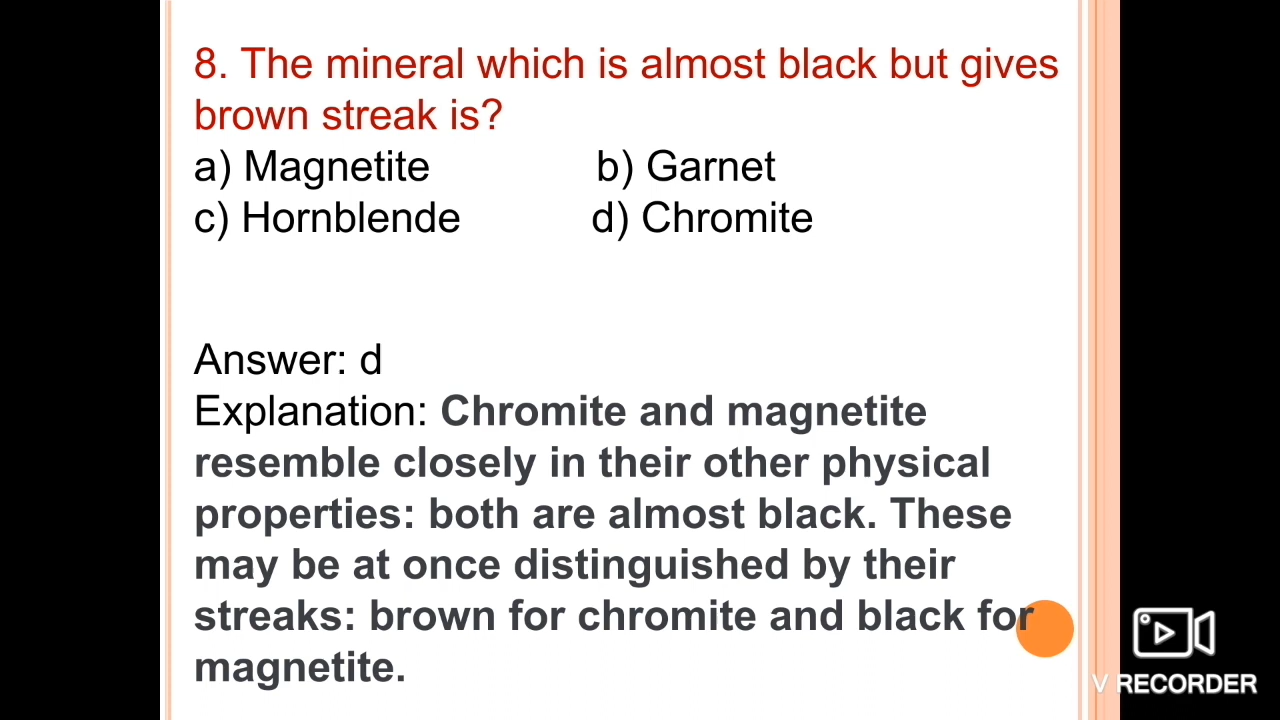 8. The mineral which is almost black but gives
brown streak is?
a) Magnetite b) Garnet
c) Hornblende d) Chromite
Answer: d
Explanation: Chromite and magnetite
resemble closely in their other physical
properties: both are almost black. These
may be at once distinguished by their
streaks: brown for chromite and black for
magnetite.
V RECORDER